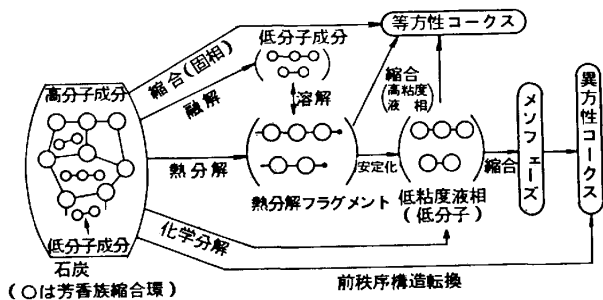 等方性コークス
縮合(固相)
融解
低分子成分
溶解
縮合
(高粘度
液相)
高分子成分
熱分解
熱分解フラグメント
安定化
低粘度液相
(低分子)
縮合
メソフェーズ
異方性コークス
化学分解
低分子成分
石炭
(○は芳香族縮合環)
前秩序構造転換